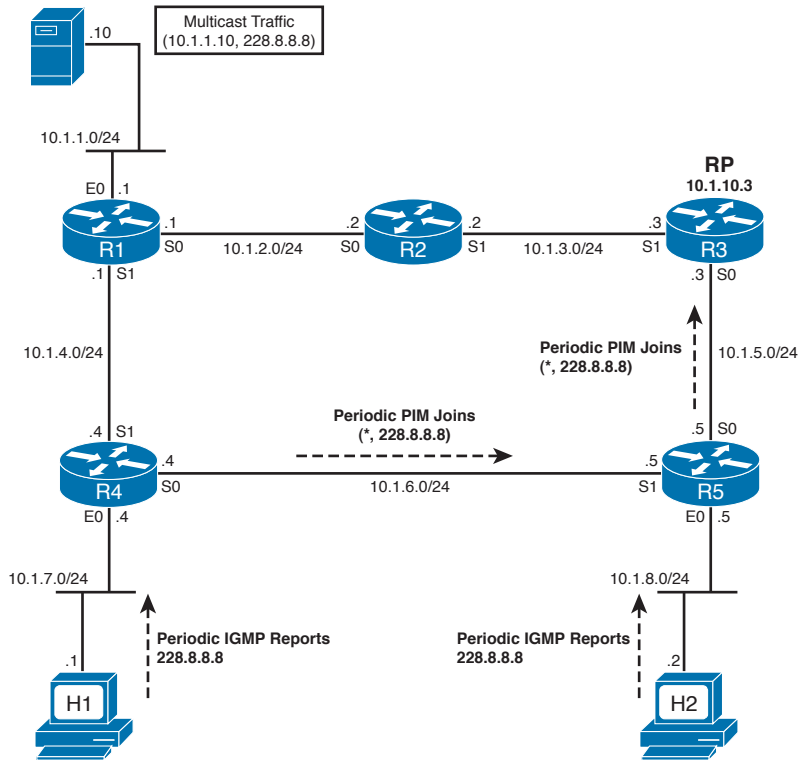 .10
Multicast Traffic
(10.1.1.10, 228.8.8.8)
10.1.1.0/24
E0 .1
RP
10.1.10.3
R1
.1
S0
10.1.2.0/24
.2
S0
R2
.2
S1
10.1.3.0/24
.3
S1
R3
.1 S1
.3 S0
10.1.4.0/24
Periodic PIM Joins
(*, 228.8.8.8)
10.1.5.0/24
Periodic PIM Joins
(*, 228.8.8.8)
.4 S1
.5 S0
R4
.4
S0
10.1.6.0/24
.5
S1
R5
E0 .4
E0 .5
10.1.7.0/24
10.1.8.0/24
Periodic IGMP Reports
228.8.8.8
Periodic IGMP Reports
228.8.8.8
.1
H1
.2
H2